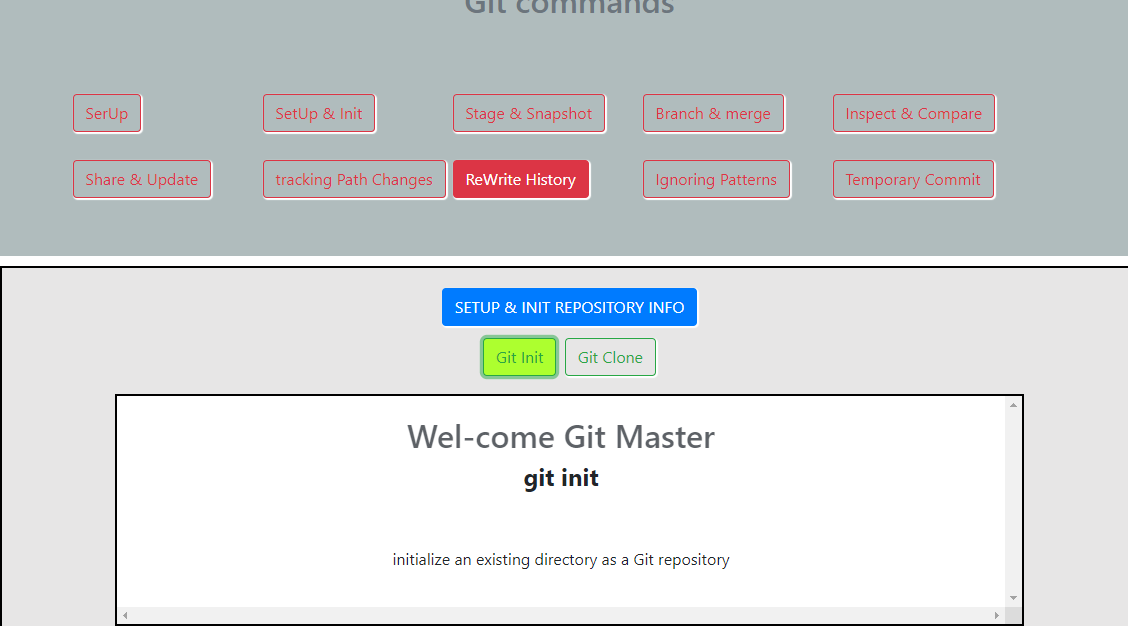 Git commands
SerUp SetUp & Init Stage & Snapshot Branch & merge Inspect & Compare
Share & Update tracking Path Changes ReWrite History Ignoring Patterns Temporary Commit
SETUP & INIT REPOSITORY INFO
Git Init Git Clone
Wel-come Git Master
git init
initialize an existing directory as a Git repository